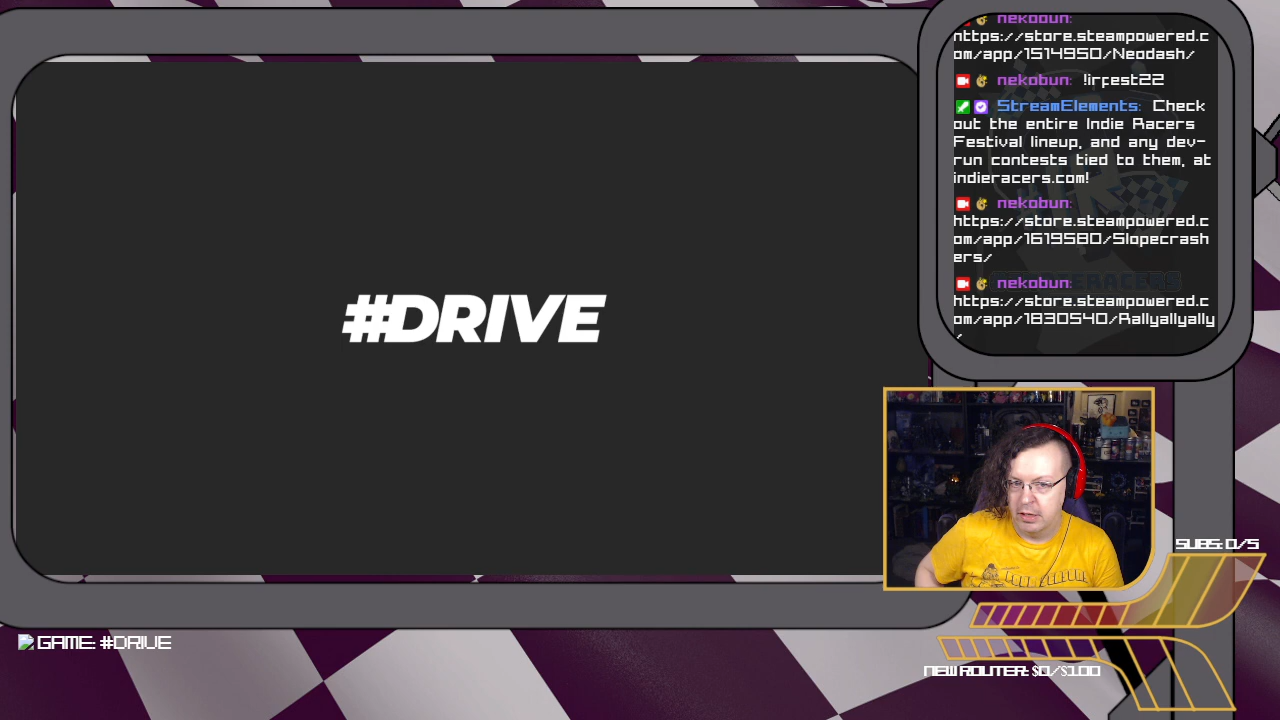 nekobun:
https://store.steampowered.c
om/app/1514950/Neodash/
nekobun: !irfest22
StreamElements: Check
out the entire Indie Racers
Festival lineup, and any dev-
run contests tied to them, at
indieracers.com!
nekobun:
https://store.steampowered.c
om/app/1619580/Slopecrash
ers/
nekobun:
https://store.steampowered.c
om/app/1830540/Rallyallyally
/
#DRIVE
SUBS: 0/5
GAME: #DRIVE
NEW ROUTER: $0/$100